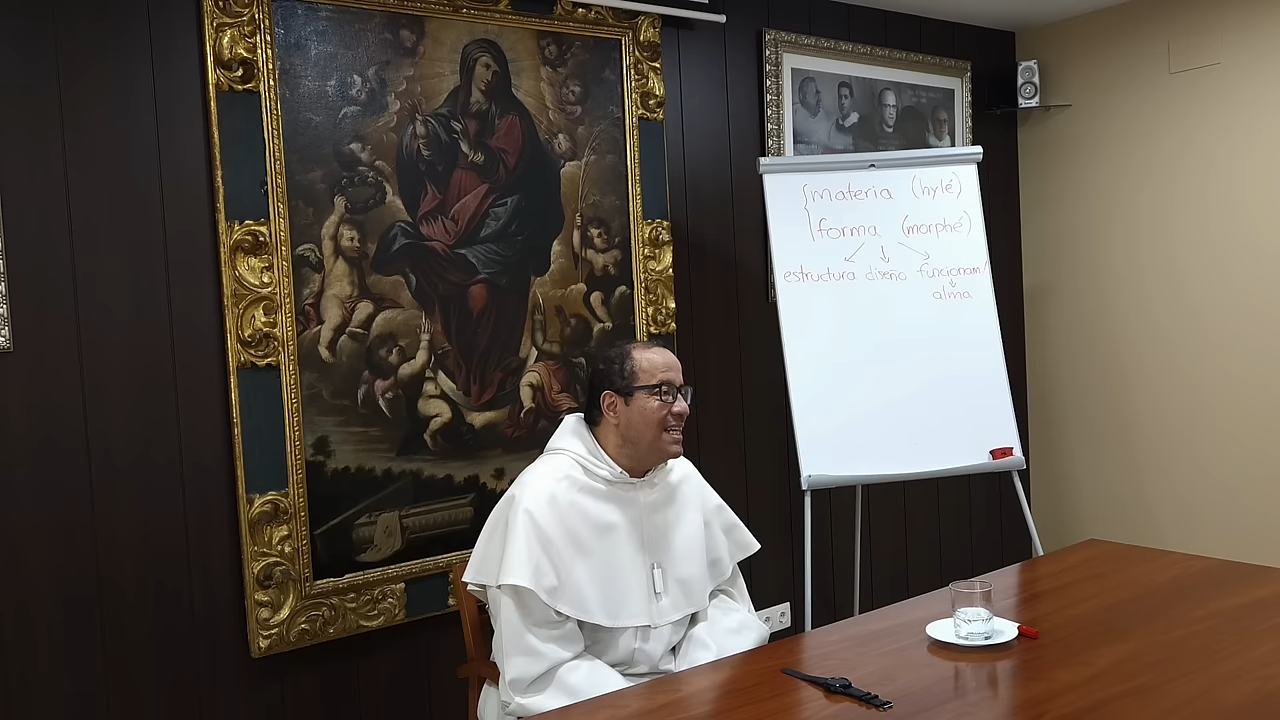 materia (hylé)
forma (morphé)
estructura diseño funcionam/
alma